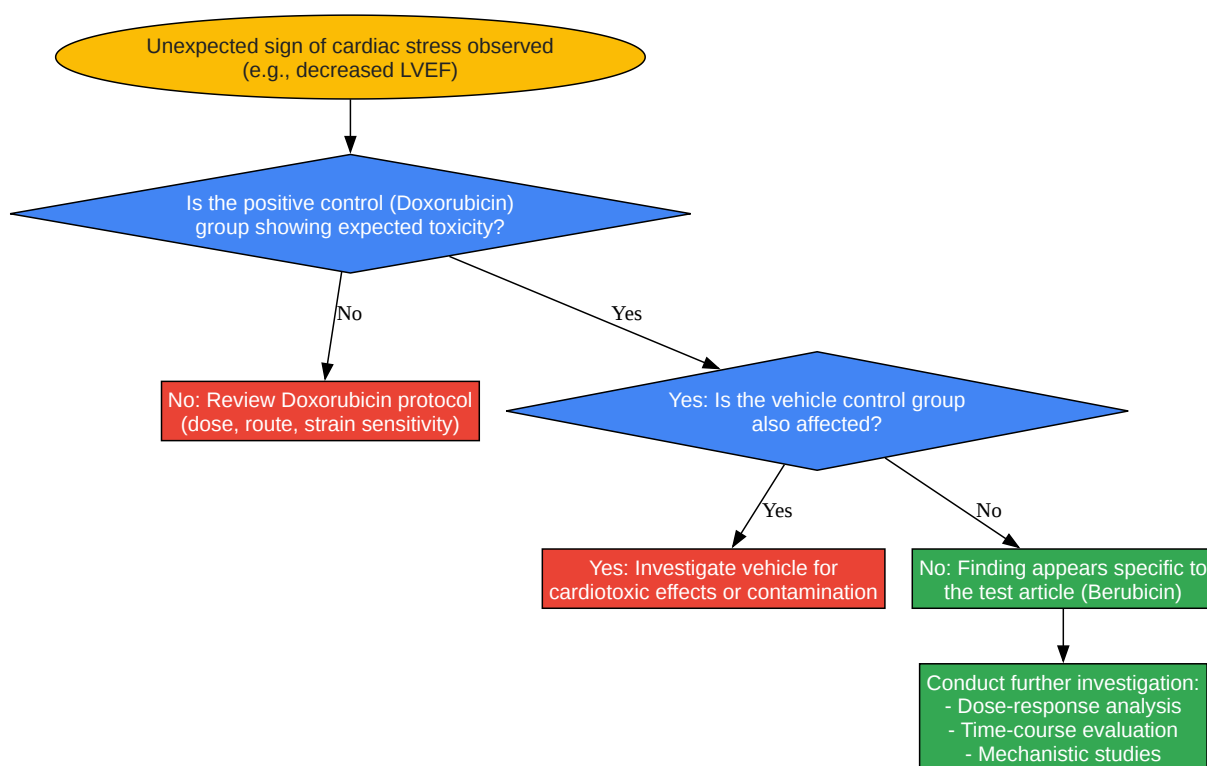 Unexpected sign of cardiac stress observed
(e.g., decreased LVEF)
Is the positive control (Doxorubicin)
group showing expected toxicity?
No
Yes
No: Review Doxorubicin protocol
(dose, route, strain sensitivity)
Yes: Is the vehicle control group
also affected?
Yes
No
Yes: Investigate vehicle for
cardiotoxic effects or contamination
No: Finding appears specific to
the test article (Berubicin)
Conduct further investigation:
- Dose-response analysis
- Time-course evaluation
- Mechanistic studies